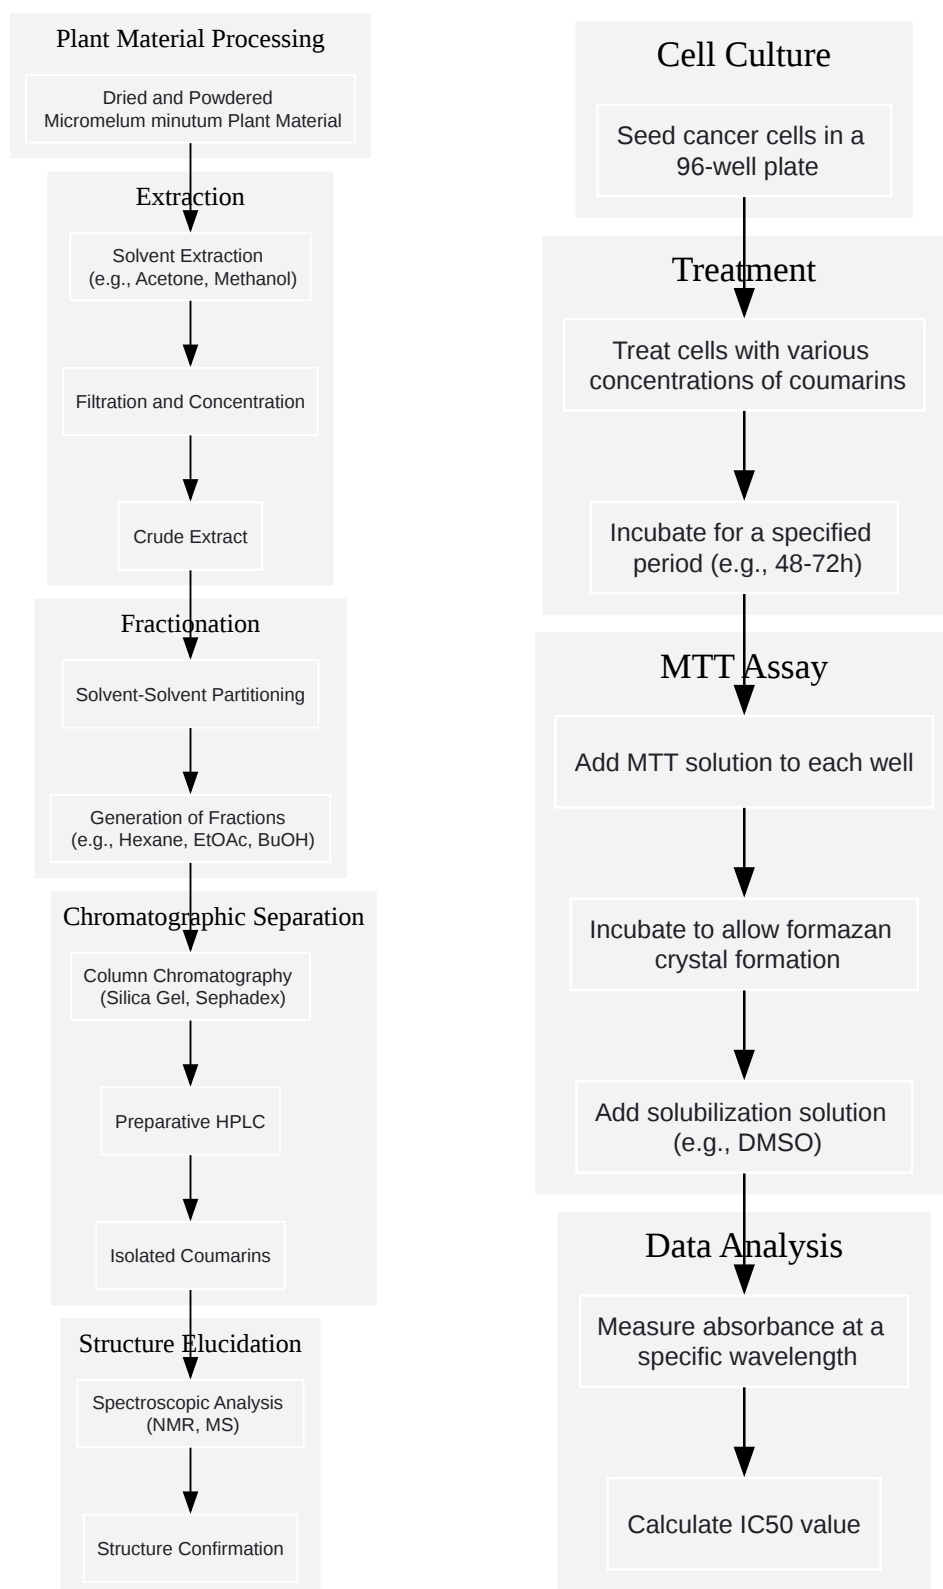 Plant Material Processing
Dried and Powdered
Micromelum minutum Plant Material
Extraction
Solvent Extraction
(e.g., Acetone, Methanol)
Filtration and Concentration
Crude Extract
Fractionation
Solvent-Solvent Partitioning
Generation of Fractions
(e.g., Hexane, EtOAc, BuOH)
Chromatographic Separation
Column Chromatography
(Silica Gel, Sephadex)
Preparative HPLC
Isolated Coumarins
Structure Elucidation
Spectroscopic Analysis
(NMR, MS)
Structure Confirmation
Cell Culture
Seed cancer cells in a
96-well plate
Treatment
Treat cells with various
concentrations of coumarins
Incubate for a specified
period (e.g., 48-72h)
MTT Assay
Add MTT solution to each well
Incubate to allow formazan
crystal formation
Add solubilization solution
(e.g., DMSO)
Data Analysis
Measure absorbance at a
specific wavelength
Calculate IC50 value